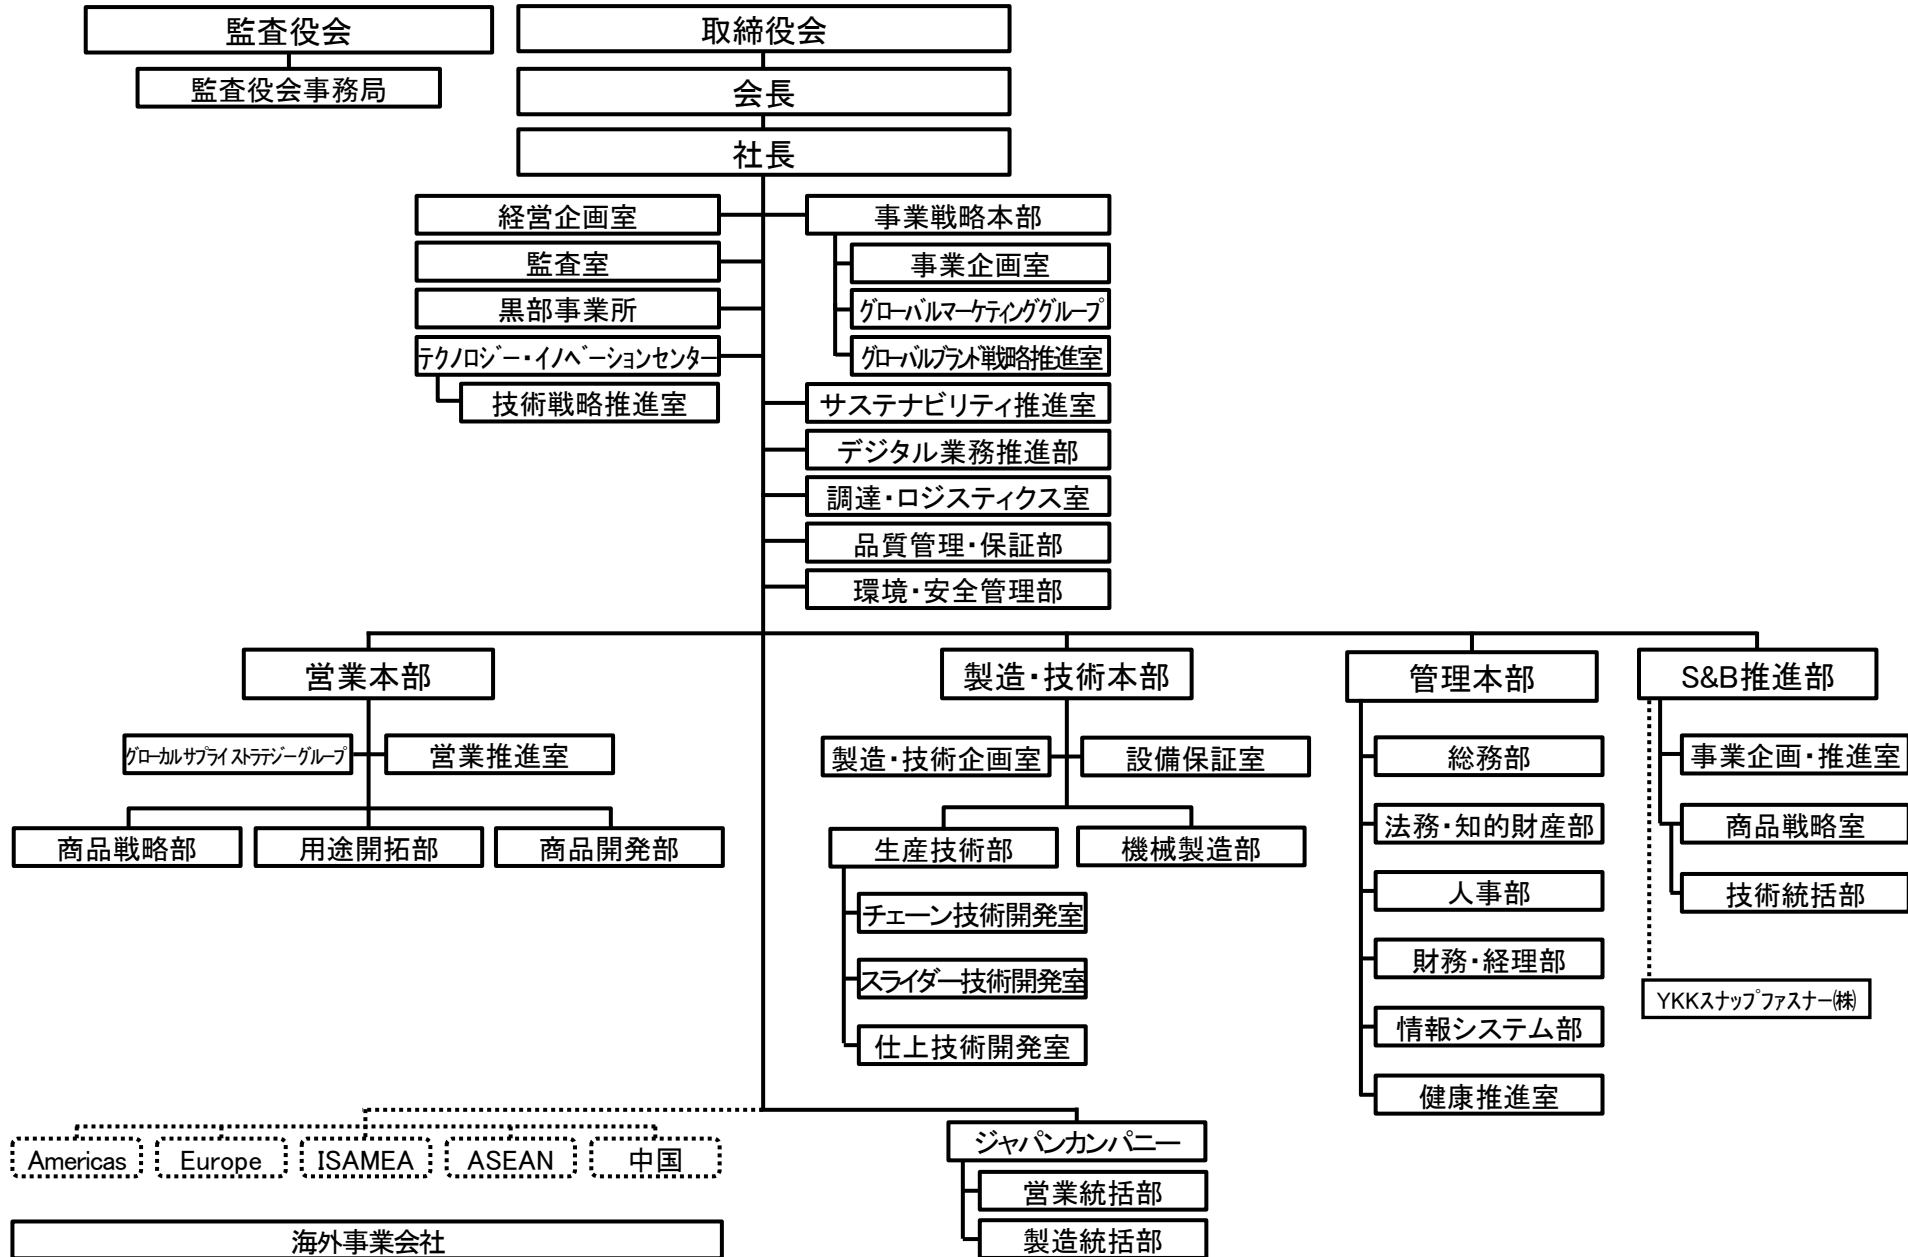 監査役会
監査役会事務局
取締役会
会長
社長
経営企画室
監査室
黒部事業所
テクノロジー・イノベーションセンター
技術戦略推進室
事業戦略本部
事業企画室
グローバルマーケティンググループ
グローバルブランド戦略推進室
サステナビリティ推進室
デジタル業務推進部
調達・ロジスティクス室
品質管理・保証部
環境・安全管理部
営業本部
グローカルサプライストラテジーグループ
営業推進室
商品戦略部
用途開拓部
商品開発部
製造・技術本部
製造・技術企画室
設備保証室
生産技術部
機械製造部
チェーン技術開発室
スライダー技術開発室
仕上技術開発室
管理本部
総務部
法務・知的財産部
人事部
財務・経理部
情報システム部
健康推進室
S&B推進部
事業企画・推進室
商品戦略室
技術統括部
YKKスナップファスナー㈱
Americas
Europe
ISAMEA
ASEAN
中国
海外事業会社
ジャパンカンパニー
営業統括部
製造統括部